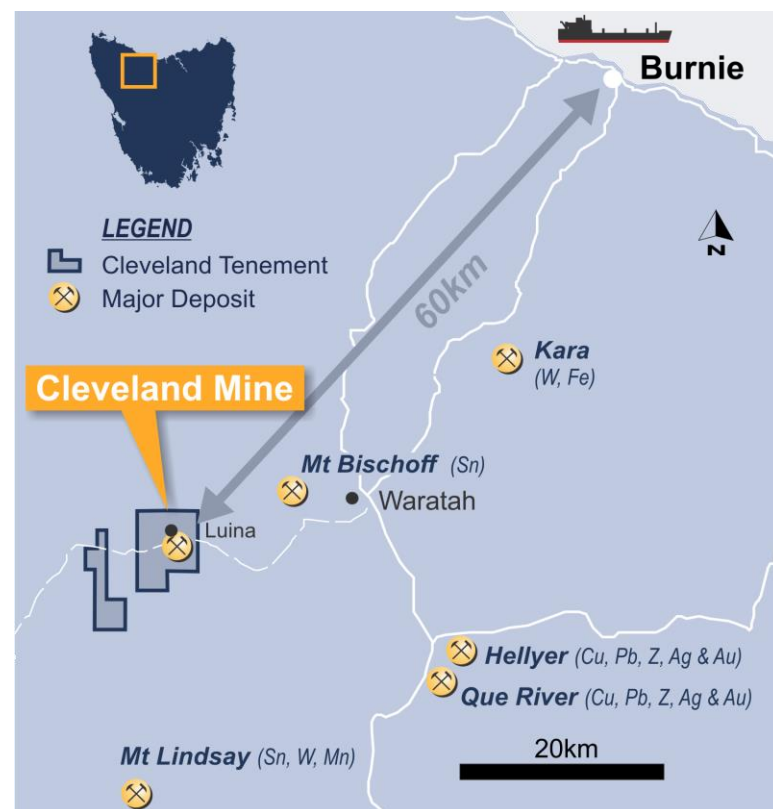 Burnie
LEGEND
Cleveland Tenement
Major Deposit
N
60km
Kara
(W, Fe)
Cleveland Mine
Mt Bischoff (Sn)
Waratah
Luina
Hellyer (Cu, Pb, Z, Ag & Au)
Que River (Cu, Pb, Z, Ag & Au)
Mt Lindsay (Sn, W, Mn)
20km